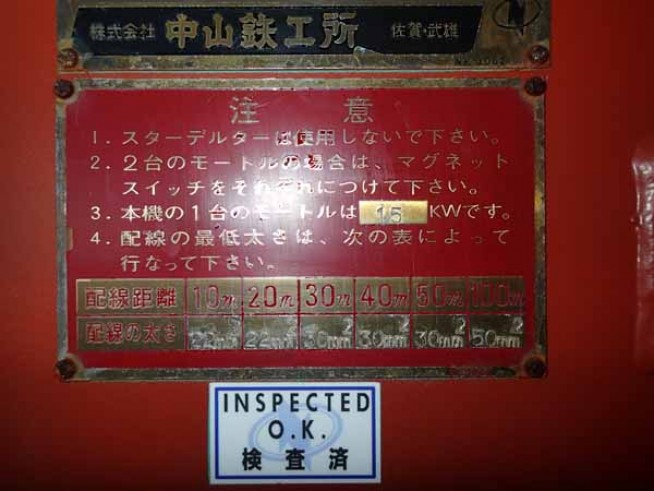 株式会社 中山鉄工所 佐賀・武雄
注 意
1. スターデルターは使用しないで下さい。
2. 2台のモートルの場合は、マグネット
スイッチをそれぞれにつけて下さい。
3. 本機の1台のモートルは 15 KWです。
4. 配線の最低太さは、次の表によって
行なって下さい。
配線距離 10m 20m 30m 40m 50m 100m
配線の太さ 22mm² 22mm² 30mm² 30mm² 30mm² 50mm²
INSPECTED
O.K.
検査済